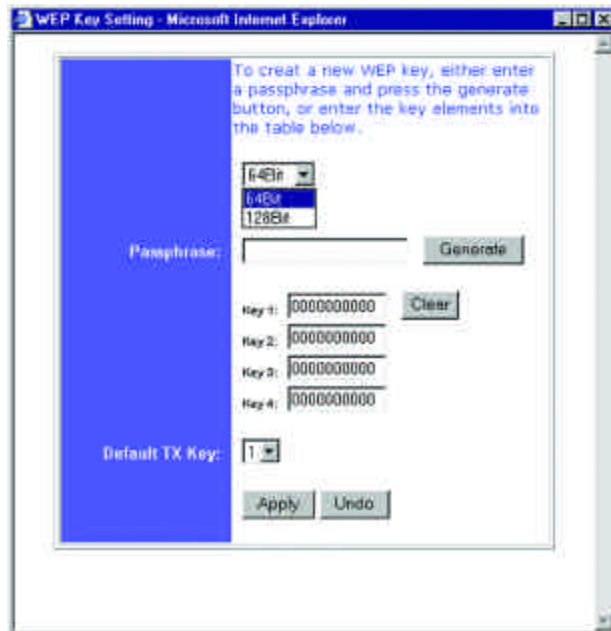 WEP Key Setting - Microsoft Internet Explorer
To creat a new WEP key, either enter
a passphrase and press the generate
button, or enter the key elements into
the table below.
64Bit
64Bit
128Bit
Passphrase:
Generate
Key 1: 0000000000 Clear
Key 2: 0000000000
Key 3: 0000000000
Key 4: 0000000000
Default TX Key: 1
Apply Undo